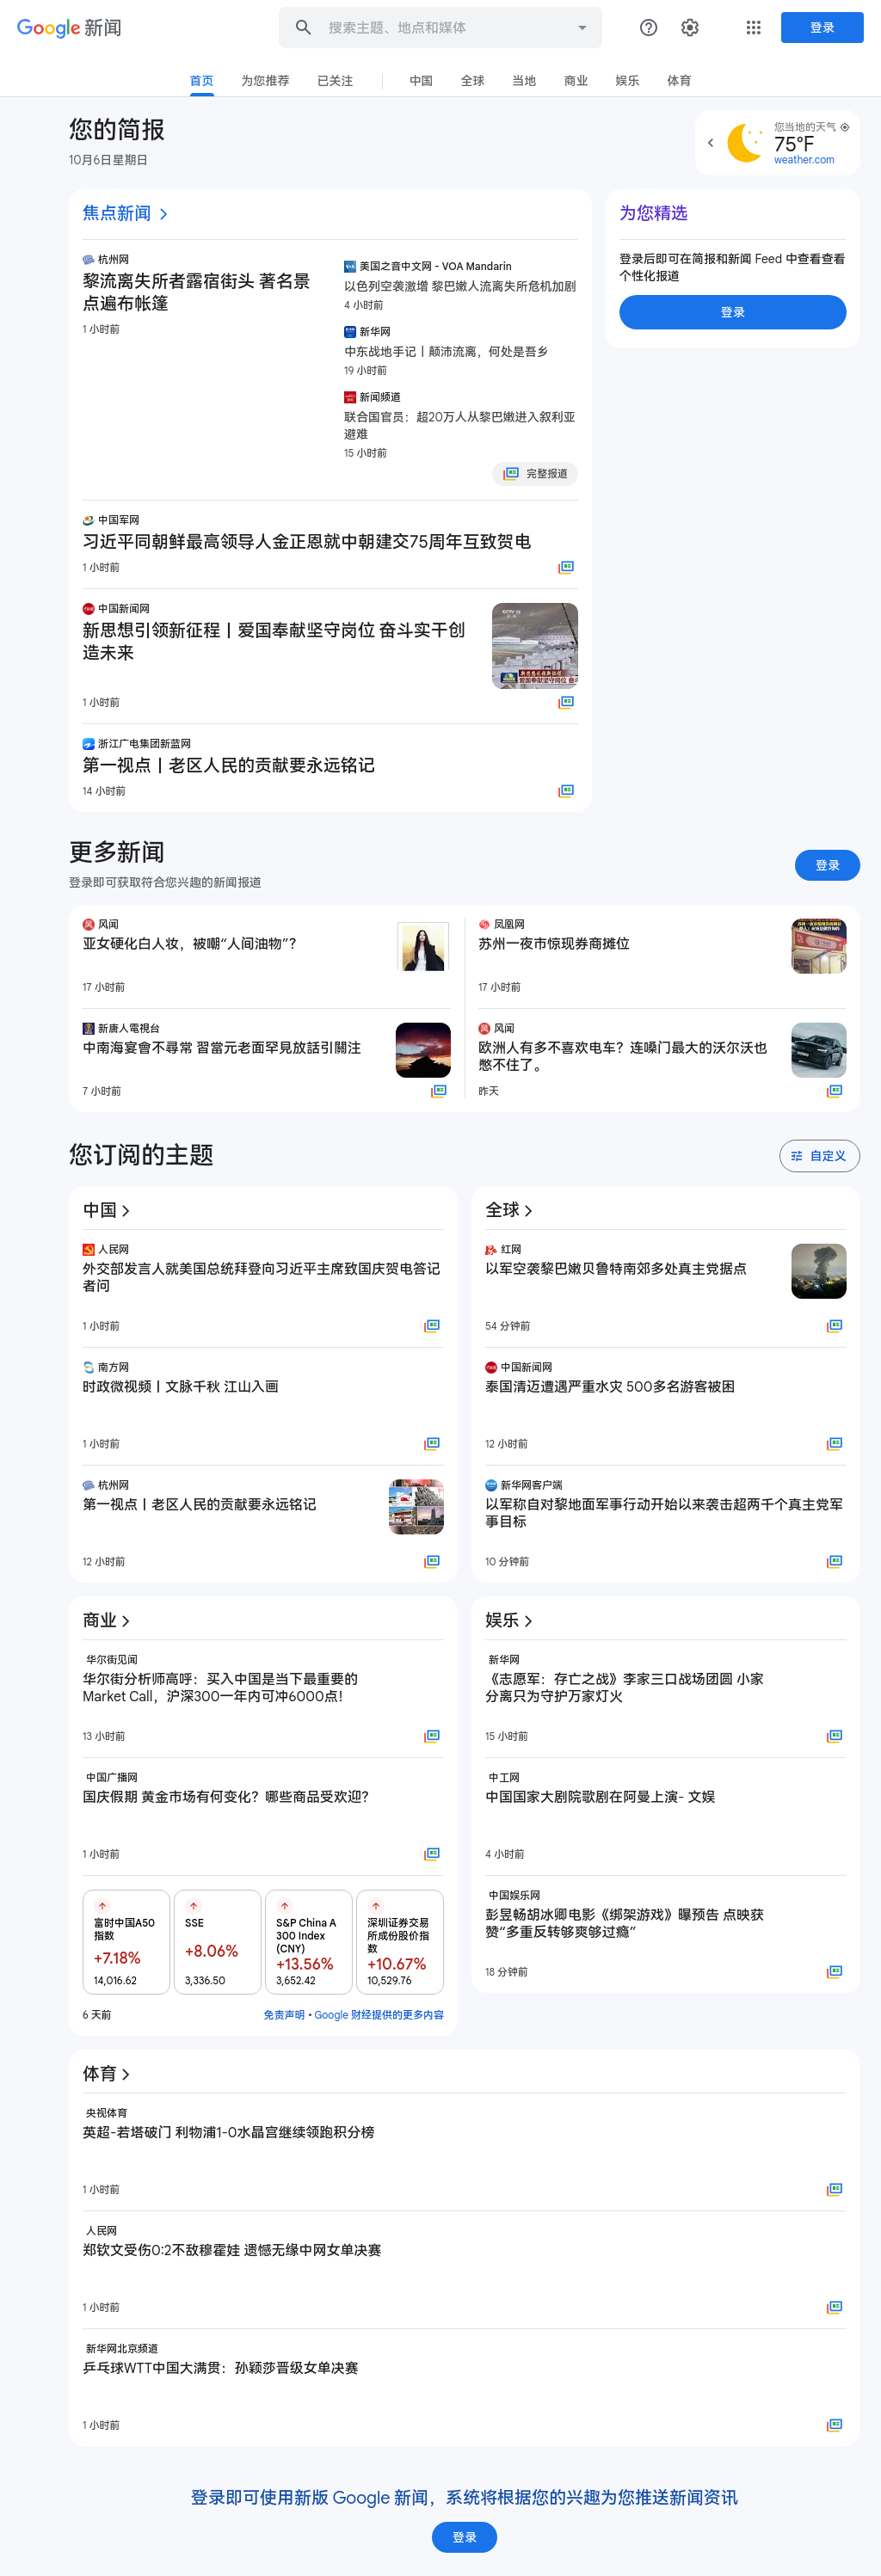 Google 新闻
搜索主题、地点和媒体
登录
首页
为您推荐
已关注
中国
全球
当地
商业
娱乐
体育
您的简报
10月6日星期日
您当地的天气
75°F
weather.com
焦点新闻
杭州网
黎流离失所者露宿街头 著名景
点遍布帐篷
1 小时前
美国之音中文网 - VOA Mandarin
以色列空袭激增 黎巴嫩人流离失所危机加剧
4 小时前
新华网
中东战地手记丨颠沛流离，何处是吾乡
19 小时前
新闻频道
联合国官员：超20万人从黎巴嫩进入叙利亚
避难
15 小时前
完整报道
中国军网
习近平同朝鲜最高领导人金正恩就中朝建交75周年互致贺电
1 小时前
中国新闻网
新思想引领新征程丨爱国奉献坚守岗位 奋斗实干创
造未来
1 小时前
浙江广电集团新蓝网
第一视点丨老区人民的贡献要永远铭记
14 小时前
为您精选
登录后即可在简报和新闻 Feed 中查看查看
个性化报道
登录
更多新闻
登录即可获取符合您兴趣的新闻报道
登录
风闻
亚女硬化白人妆，被嘲“人间油物”？
17 小时前
凤凰网
苏州一夜市惊现券商摊位
17 小时前
新唐人電視台
中南海宴會不尋常 習當元老面罕見放話引關注
7 小时前
风闻
欧洲人有多不喜欢电车？连嗓门最大的沃尔沃也
憋不住了。
昨天
您订阅的主题
自定义
中国
人民网
外交部发言人就美国总统拜登向习近平主席致国庆贺电答记
者问
1 小时前
南方网
时政微视频丨文脉千秋 江山入画
1 小时前
杭州网
第一视点丨老区人民的贡献要永远铭记
12 小时前
全球
红网
以军空袭黎巴嫩贝鲁特南郊多处真主党据点
54 分钟前
中国新闻网
泰国清迈遭遇严重水灾 500多名游客被困
12 小时前
新华网客户端
以军称自对黎地面军事行动开始以来袭击超两千个真主党军
事目标
10 分钟前
商业
华尔街见闻
华尔街分析师高呼：买入中国是当下最重要的
Market Call，沪深300一年内可冲6000点！
13 小时前
中国广播网
国庆假期 黄金市场有何变化？哪些商品受欢迎？
1 小时前
富时中国A50
指数
+7.18%
14,016.62
SSE
+8.06%
3,336.50
S&P China A
300 Index
(CNY)
+13.56%
3,652.42
深圳证券交易
所成份股价指
数
+10.67%
10,529.76
6 天前
免责声明 • Google 财经提供的更多内容
娱乐
新华网
《志愿军：存亡之战》李家三口战场团圆 小家
分离只为守护万家灯火
15 小时前
中工网
中国国家大剧院歌剧在阿曼上演- 文娱
4 小时前
中国娱乐网
彭昱畅胡冰卿电影《绑架游戏》曝预告 点映获
赞“多重反转够爽够过瘾”
18 分钟前
体育
央视体育
英超-若塔破门 利物浦1-0水晶宫继续领跑积分榜
1 小时前
人民网
郑钦文受伤0:2不敌穆霍娃 遗憾无缘中网女单决赛
1 小时前
新华网北京频道
乒乓球WTT中国大满贯：孙颖莎晋级女单决赛
1 小时前
登录即可使用新版 Google 新闻，系统将根据您的兴趣为您推送新闻资讯
登录